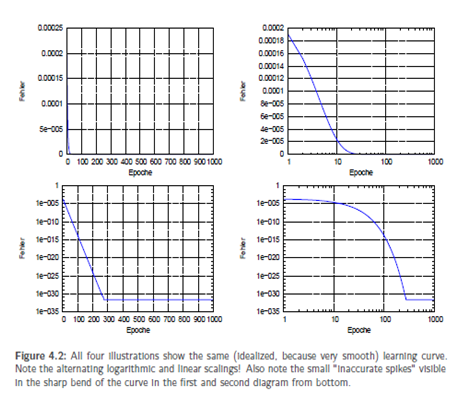 0.00025
0.0002
0.00015
0.0001
5e-005
0
0 100 200 300 400 500 600 700 800 900 1000
Fehler
Epoche
0.0002
0.00018
0.00016
0.00014
0.00012
0.0001
8e-005
6e-005
4e-005
2e-005
0
1 10 100 1000
Fehler
Epoche
1
1e-005
1e-010
1e-015
1e-020
1e-025
1e-030
1e-035
0 100 200 300 400 500 600 700 800 900 1000
Fehler
Epoche
1
1e-005
1e-010
1e-015
1e-020
1e-025
1e-030
1e-035
1 10 100 1000
Fehler
Epoche
Figure 4.2: All four illustrations show the same (idealized, because very smooth) learning curve.
Note the alternating logarithmic and linear scalings! Also note the small "inaccurate spikes" visible
in the sharp bend of the curve in the first and second diagram from bottom.